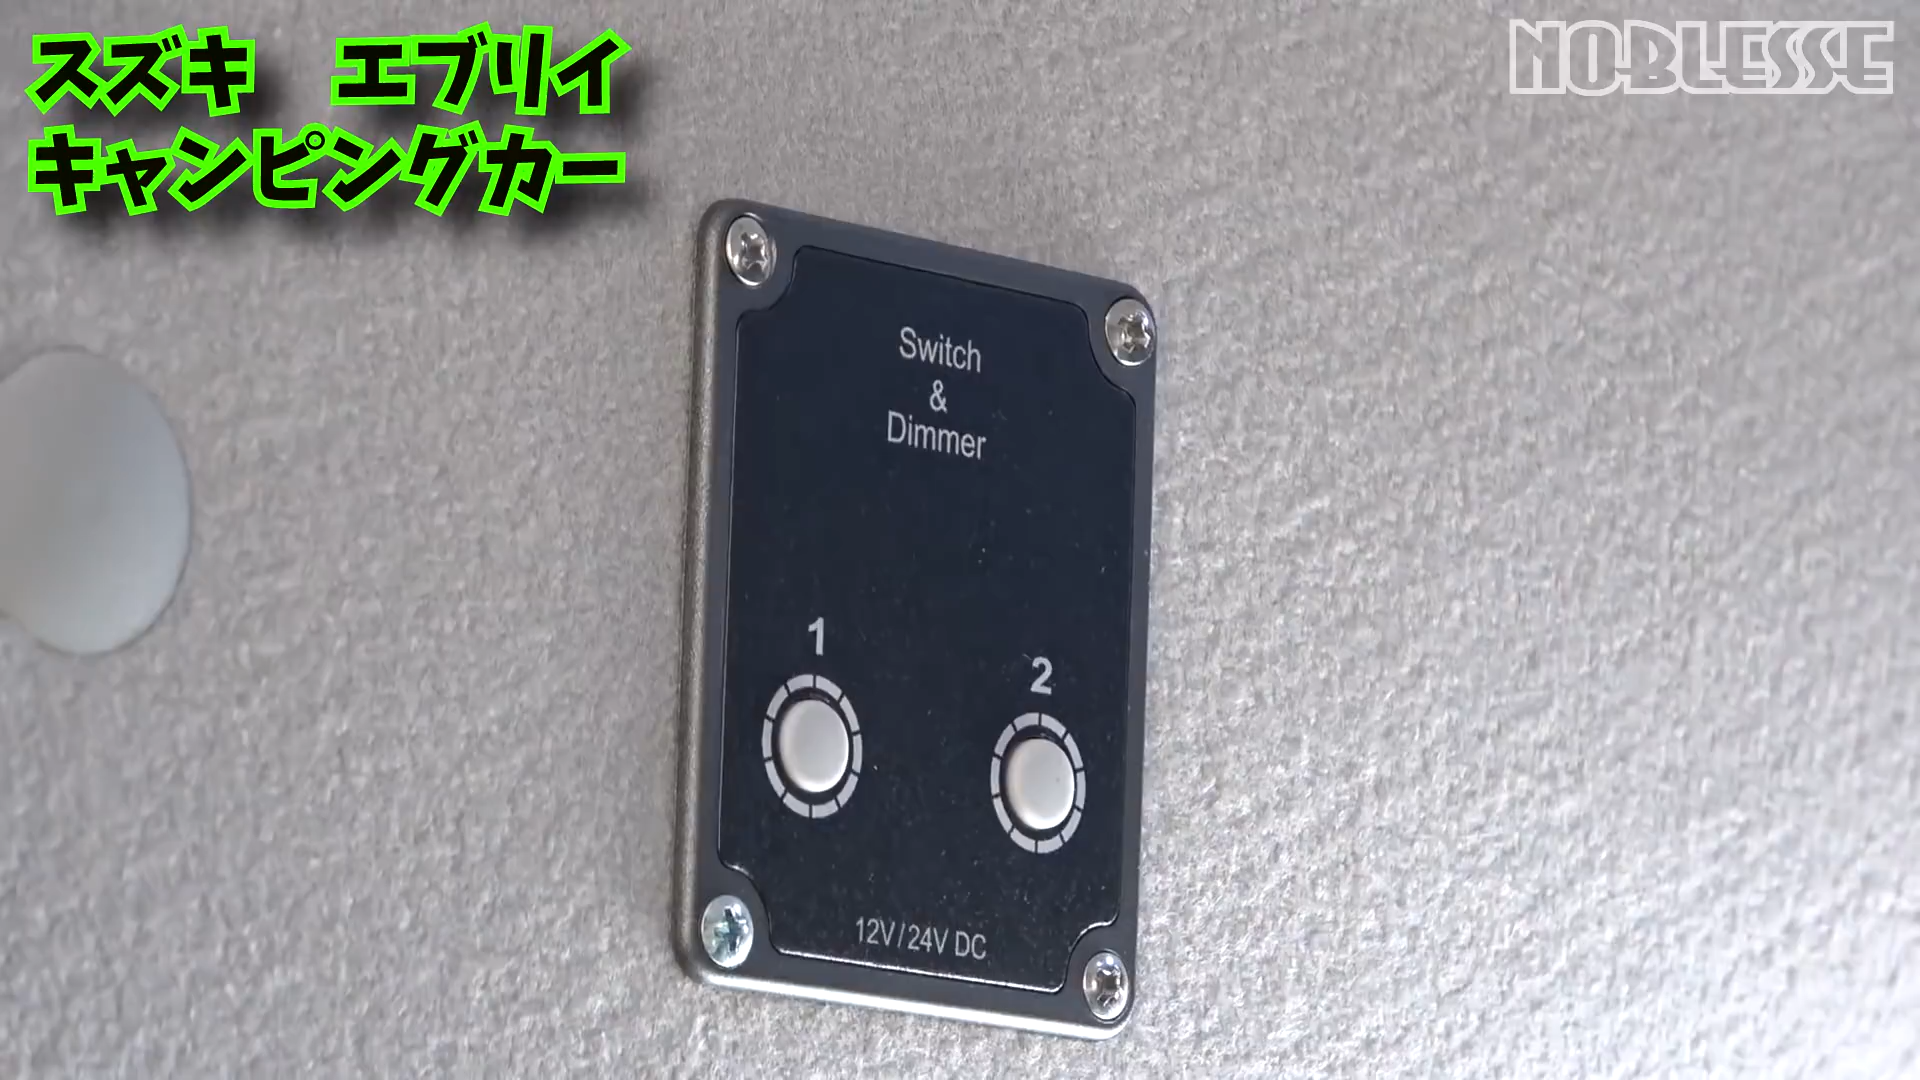 スズキ　エブリイ
キャンピングカー
NOBLESSE
Switch
&
Dimmer
1
2
12V/24V DC